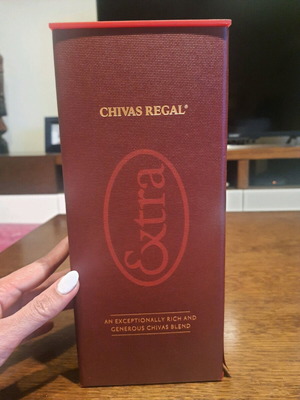 CHIVAS REGAL®
Extra
AN EXCEPTIONALLY RICH AND
GENEROUS CHIVAS BLEND